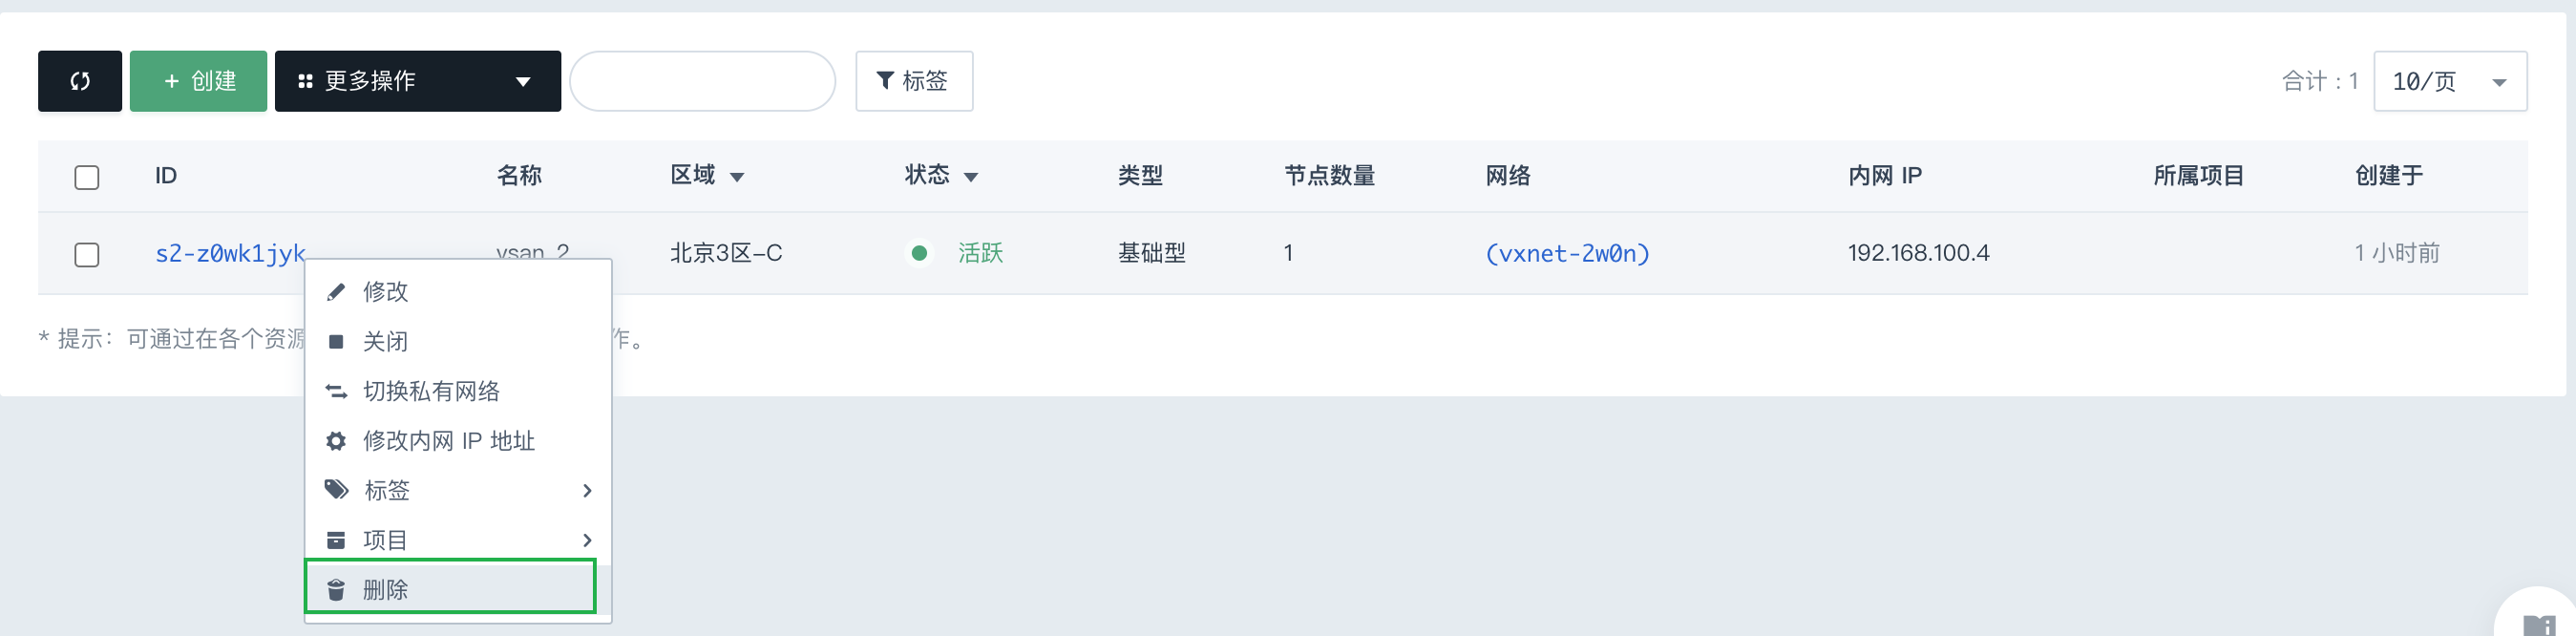 + 创建 更多操作 标签 合计 : 1 10/页
ID 名称 区域 状态 类型 节点数量 网络 内网 IP 所属项目 创建于
s2-z0wk1jyk vsan_2 北京3区-C 活跃 基础型 1 (vxnet-2w0n) 192.168.100.4 1 小时前
修改
* 提示：可通过在各个资源 关闭 作。
切换私有网络
修改内网 IP 地址
标签
项目
删除